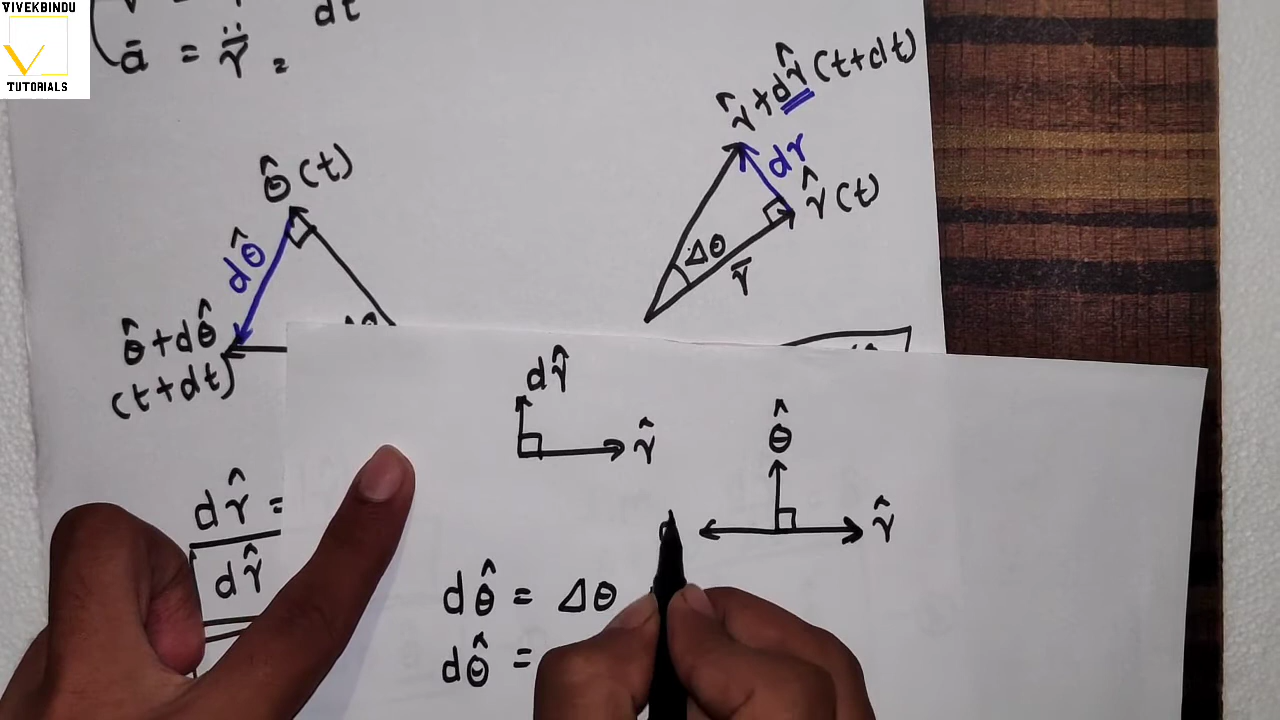 VIVEKBINDU
TUTORIALS
dt
ā = r̈ =
θ̂ (t)
dθ̂
θ̂ + dθ̂
(t+dt)
r̂ + dr̂ (t+dt)
dr
r̂ (t)
Δθ
r̄
dr̂
r̂
θ̂
r̂
dr̂ =
dr̂
dθ̂ = Δθ
dθ̂ =